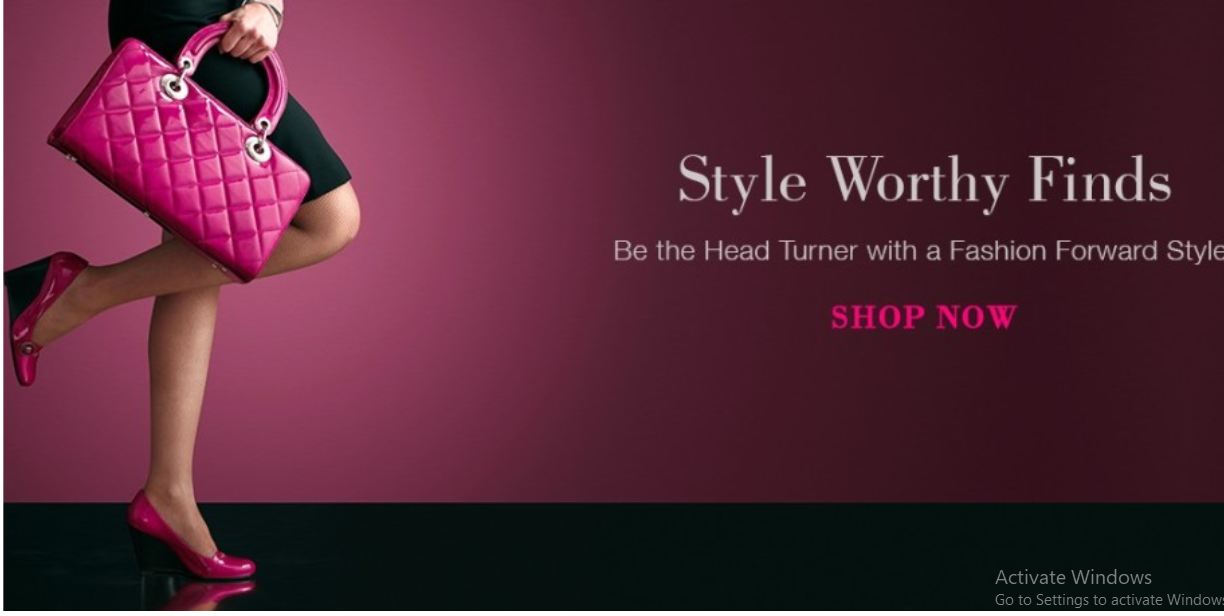 Style Worthy Finds
Be the Head Turner with a Fashion Forward Style
SHOP NOW
Activate Windows
Go to Settings to activate Windows